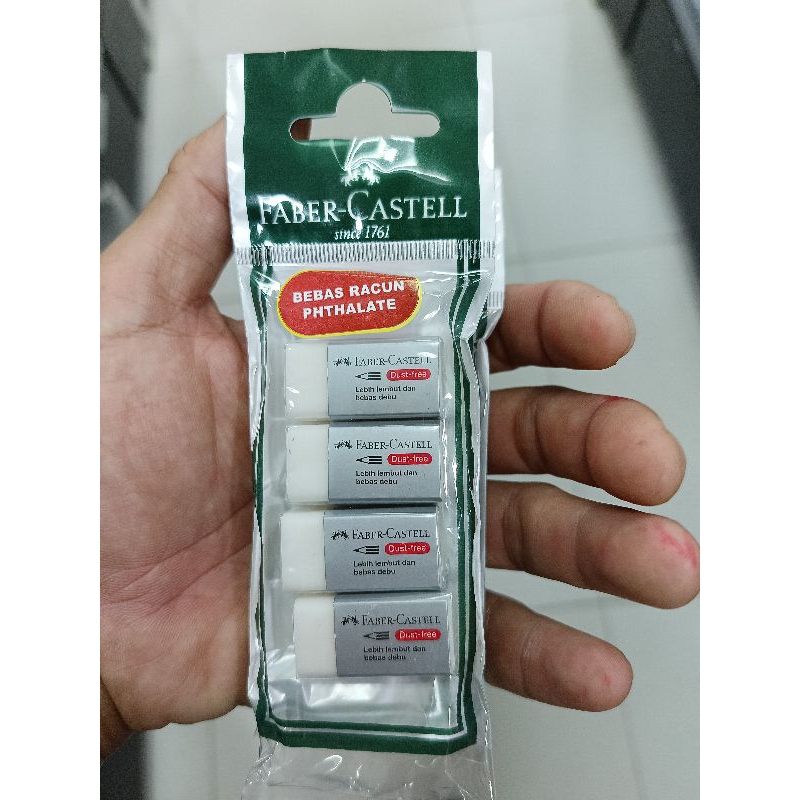 FABER-CASTELL
since 1761
BEBAS RACUN
PHTHALATE
FABER-CASTELL
Dust-free
Lebih lembut dan
bebas debu
FABER-CASTELL
Dust-free
Lebih lembut dan
bebas debu
FABER-CASTELL
Dust-free
Lebih lembut dan
bebas debu
FABER-CASTELL
Dust-free
Lebih lembut dan
bebas debu